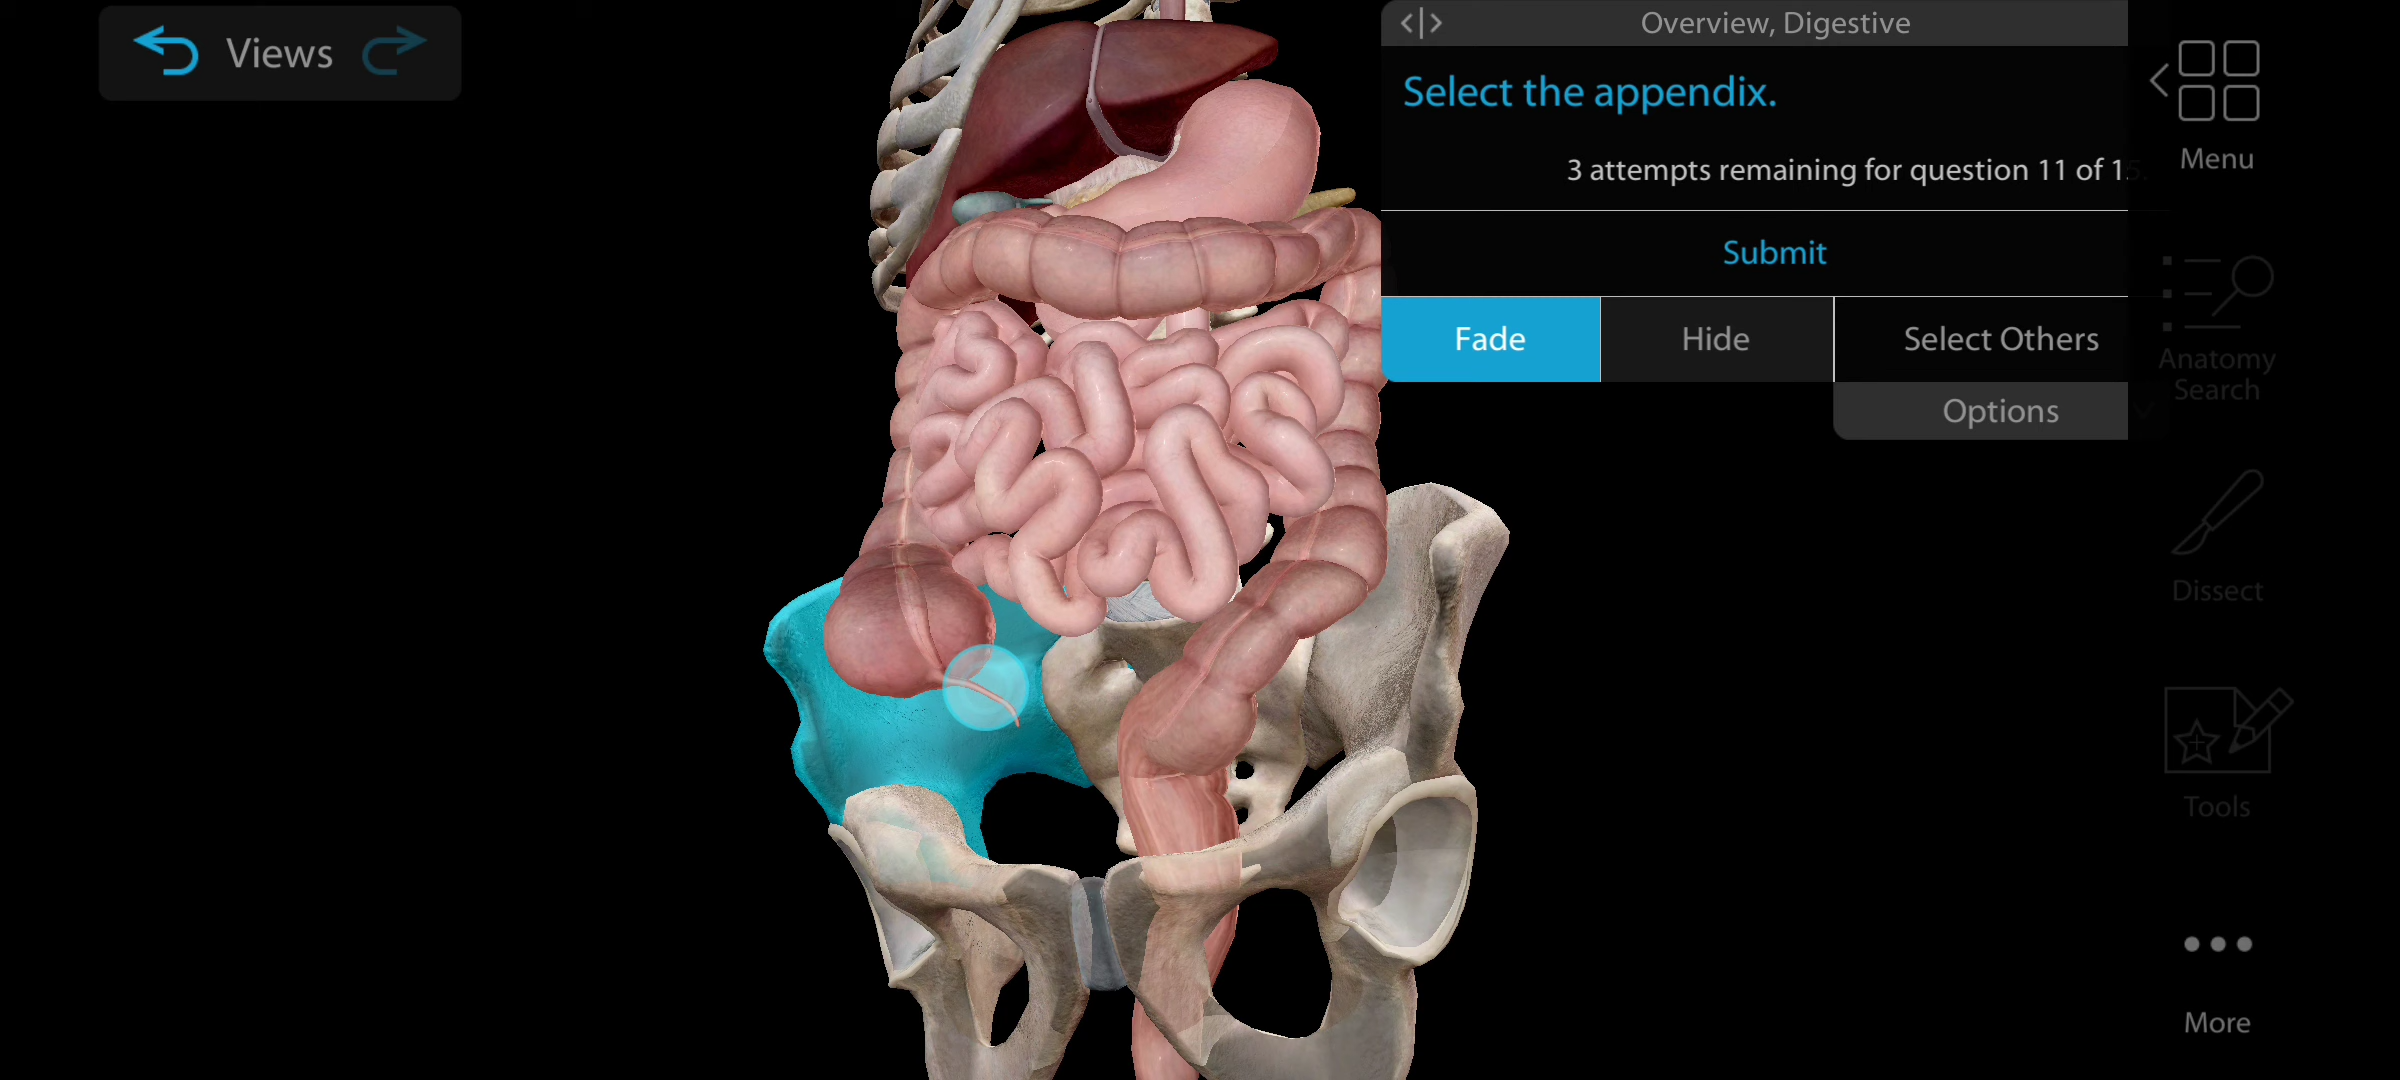 Views
Overview, Digestive
Select the appendix.
3 attempts remaining for question 11 of 15.
Submit
Fade
Hide
Select Others
Options
Menu
Anatomy
Search
Dissect
Tools
More